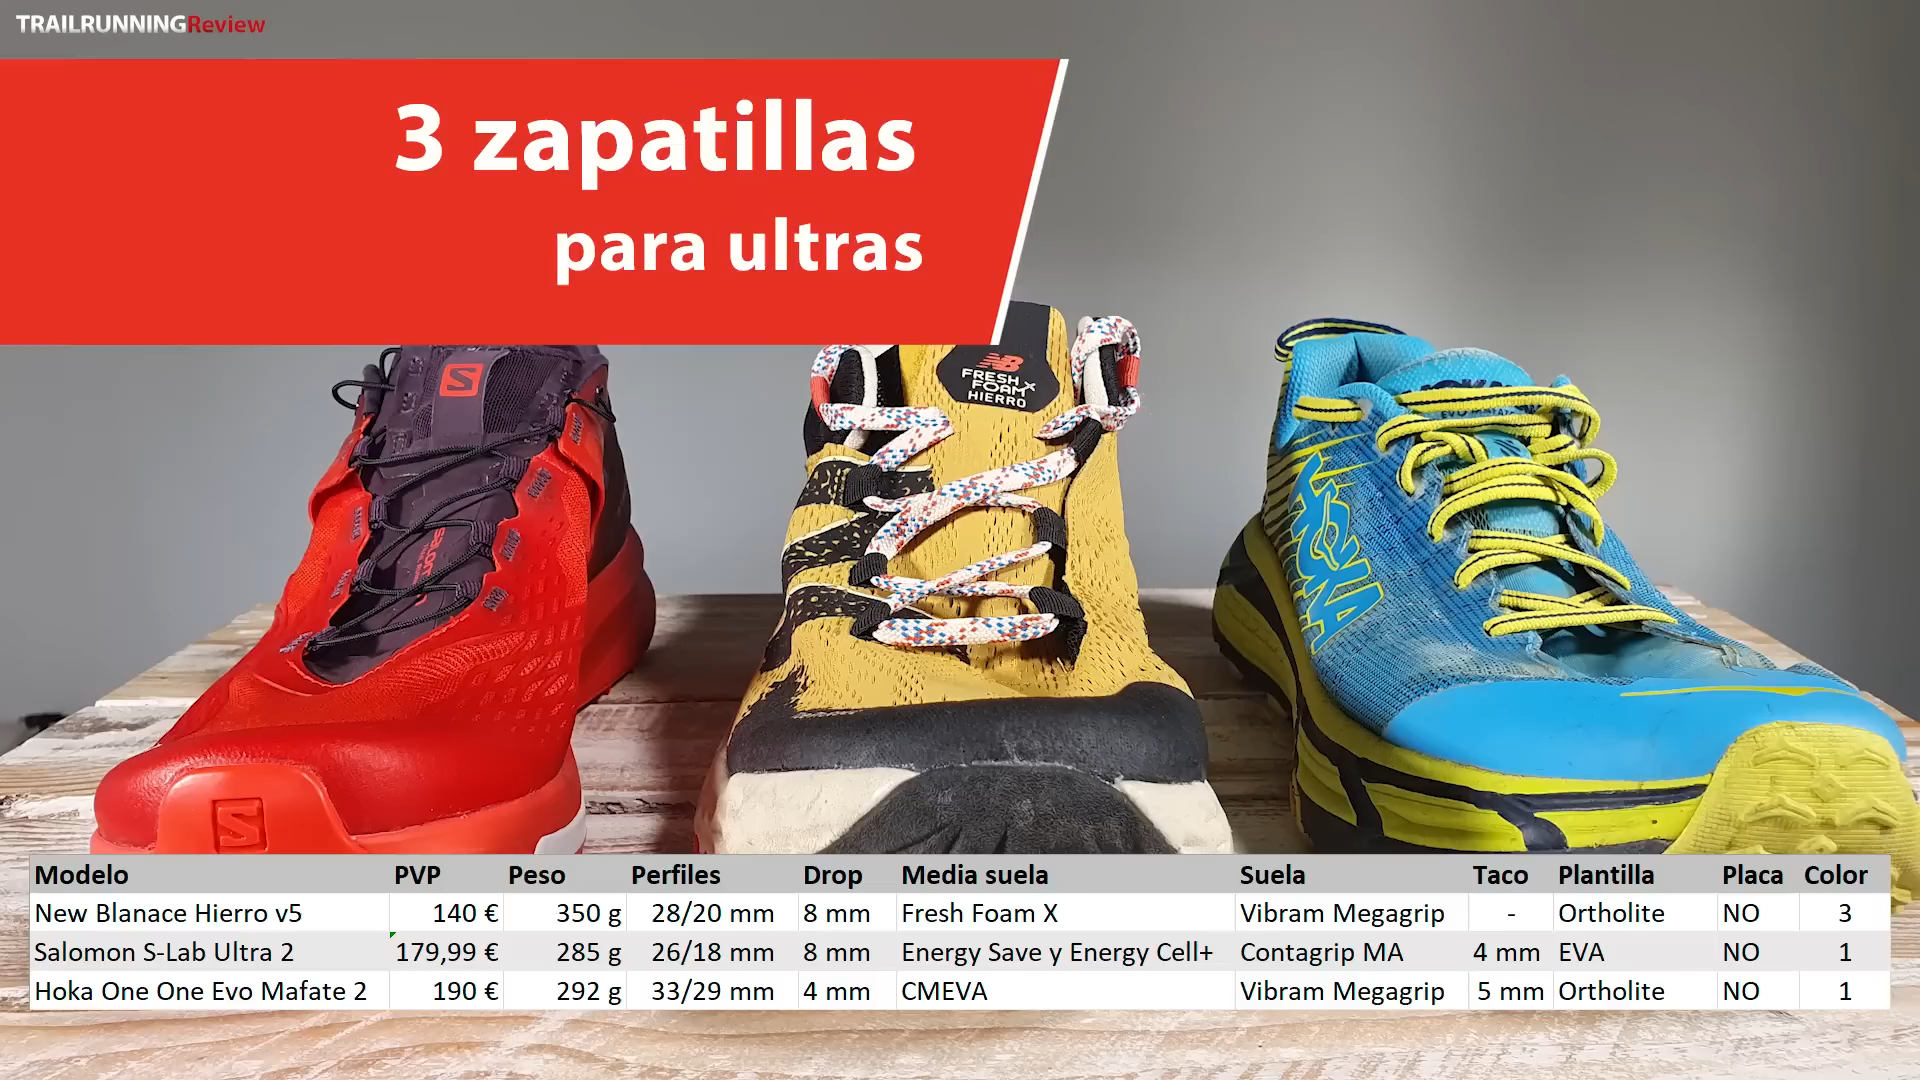 TRAILRUNNINGReview
3 zapatillas
para ultras
FRESH X
FOAM
HIERRO
HOKA
Modelo PVP Peso Perfiles Drop Media suela Suela Taco Plantilla Placa Color
New Blanace Hierro v5 140 € 350 g 28/20 mm 8 mm Fresh Foam X Vibram Megagrip - Ortholite NO 3
Salomon S-Lab Ultra 2 179,99 € 285 g 26/18 mm 8 mm Energy Save y Energy Cell+ Contagrip MA 4 mm EVA NO 1
Hoka One One Evo Mafate 2 190 € 292 g 33/29 mm 4 mm CMEVA Vibram Megagrip 5 mm Ortholite NO 1